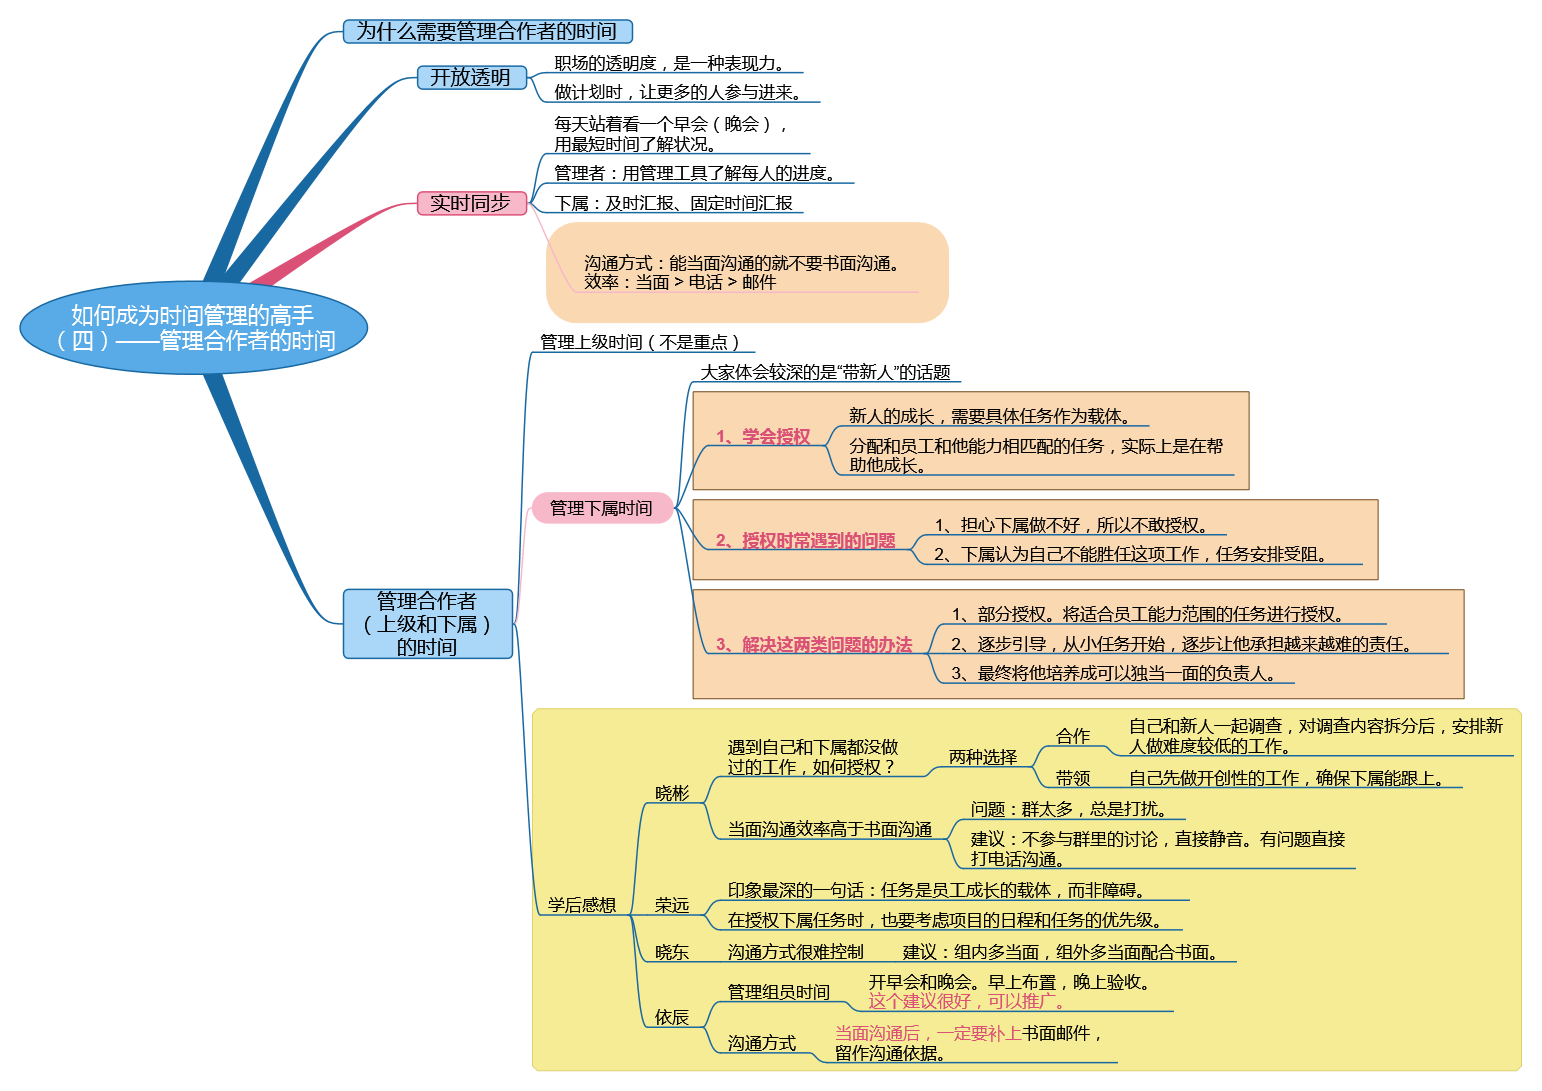 为什么需要管理合作者的时间
开放透明
职场的透明度，是一种表现力。
做计划时，让更多的人参与进来。
实时同步
每天站着看一个早会（晚会），
用最短时间了解状况。
管理者：用管理工具了解每人的进度。
下属：及时汇报、固定时间汇报
沟通方式：能当面沟通的就不要书面沟通。
效率：当面 > 电话 > 邮件
如何成为时间管理的高手
（四）——管理合作者的时间
管理合作者
（上级和下属）
的时间
管理上级时间（不是重点）
管理下属时间
大家体会较深的是“带新人”的话题
1、学会授权
新人的成长，需要具体任务作为载体。
分配和员工和他能力相匹配的任务，实际上是在帮
助他成长。
2、授权时常遇到的问题
1、担心下属做不好，所以不敢授权。
2、下属认为自己不能胜任这项工作，任务安排受阻。
3、解决这两类问题的办法
1、部分授权。将适合员工能力范围的任务进行授权。
2、逐步引导，从小任务开始，逐步让他承担越来越难的责任。
3、最终将他培养成可以独当一面的负责人。
学后感想
晓彬
遇到自己和下属都没做
过的工作，如何授权？
两种选择
合作
自己和新人一起调查，对调查内容拆分后，安排新
人做难度较低的工作。
带领
自己先做开创性的工作，确保下属能跟上。
当面沟通效率高于书面沟通
问题：群太多，总是打扰。
建议：不参与群里的讨论，直接静音。有问题直接
打电话沟通。
荣远
印象最深的一句话：任务是员工成长的载体，而非障碍。
在授权下属任务时，也要考虑项目的日程和任务的优先级。
晓东
沟通方式很难控制
建议：组内多当面，组外多当面配合书面。
依辰
管理组员时间
开早会和晚会。早上布置，晚上验收。
这个建议很好，可以推广。
沟通方式
当面沟通后，一定要补上书面邮件，
留作沟通依据。